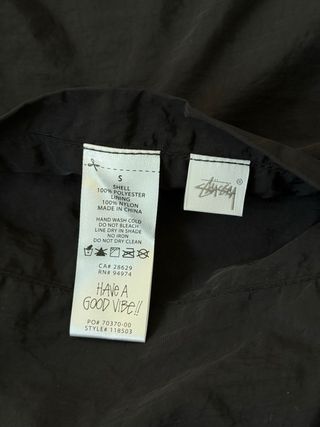 S
SHELL
100% POLYESTER
LINING
100% NYLON
MADE IN CHINA
HAND WASH COLD
DO NOT BLEACH
LINE DRY IN SHADE
NO IRON
DO NOT DRY CLEAN
CA# 28629
RN# 94974
HAVE A
GOOD VIBE!!
PO# 70370-00
STYLE# 118503
STÜSSY®